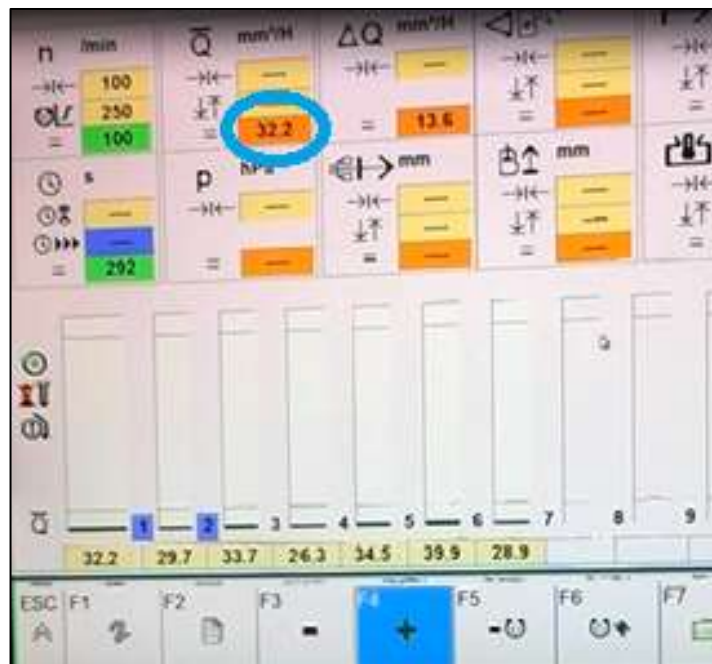 n /min Q̅ mm³/H ΔQ mm³/H
100
250
100
=
32.2
=
13.6
=
s p hPa mm mm
292
=
=
=
=
Q̅ 1 2 3 4 5 6 7 8 9
32.2 29.7 33.7 26.3 34.5 39.9 28.9
ESC F1 F2 F3 F4 F5 F6 F7
- + -